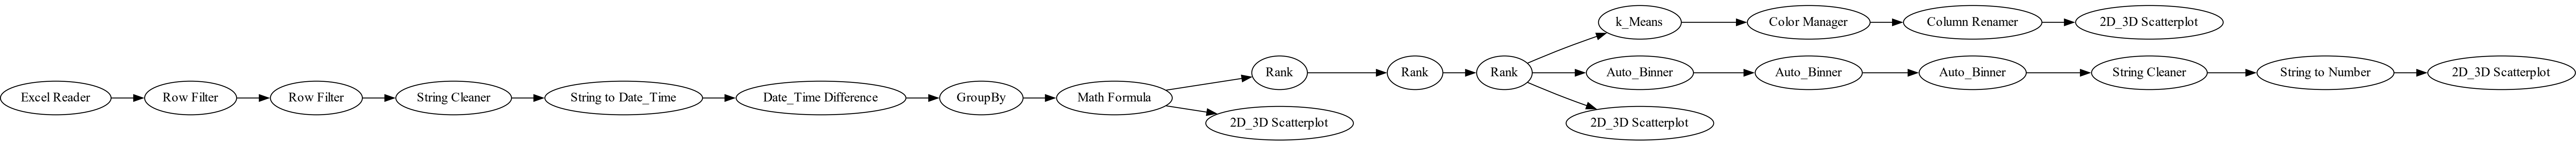 k_Means
Color Manager
Column Renamer
2D_3D Scatterplot
Rank
Rank
Rank
Auto_Binner
Auto_Binner
Auto_Binner
String Cleaner
String to Number
2D_3D Scatterplot
Excel Reader
Row Filter
Row Filter
String Cleaner
String to Date_Time
Date_Time Difference
GroupBy
Math Formula
2D_3D Scatterplot
2D_3D Scatterplot